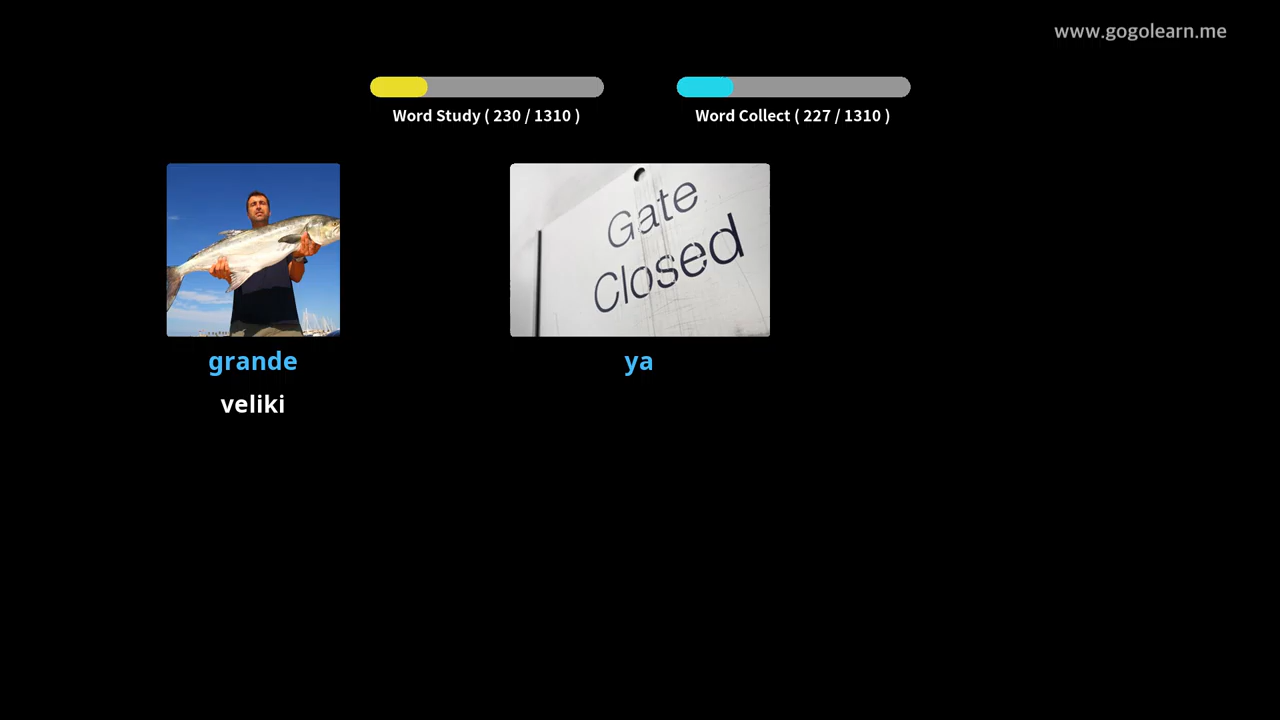 www.gogolearn.me
Word Study ( 230 / 1310 )
Word Collect ( 227 / 1310 )
Gate
Closed
grande
ya
veliki